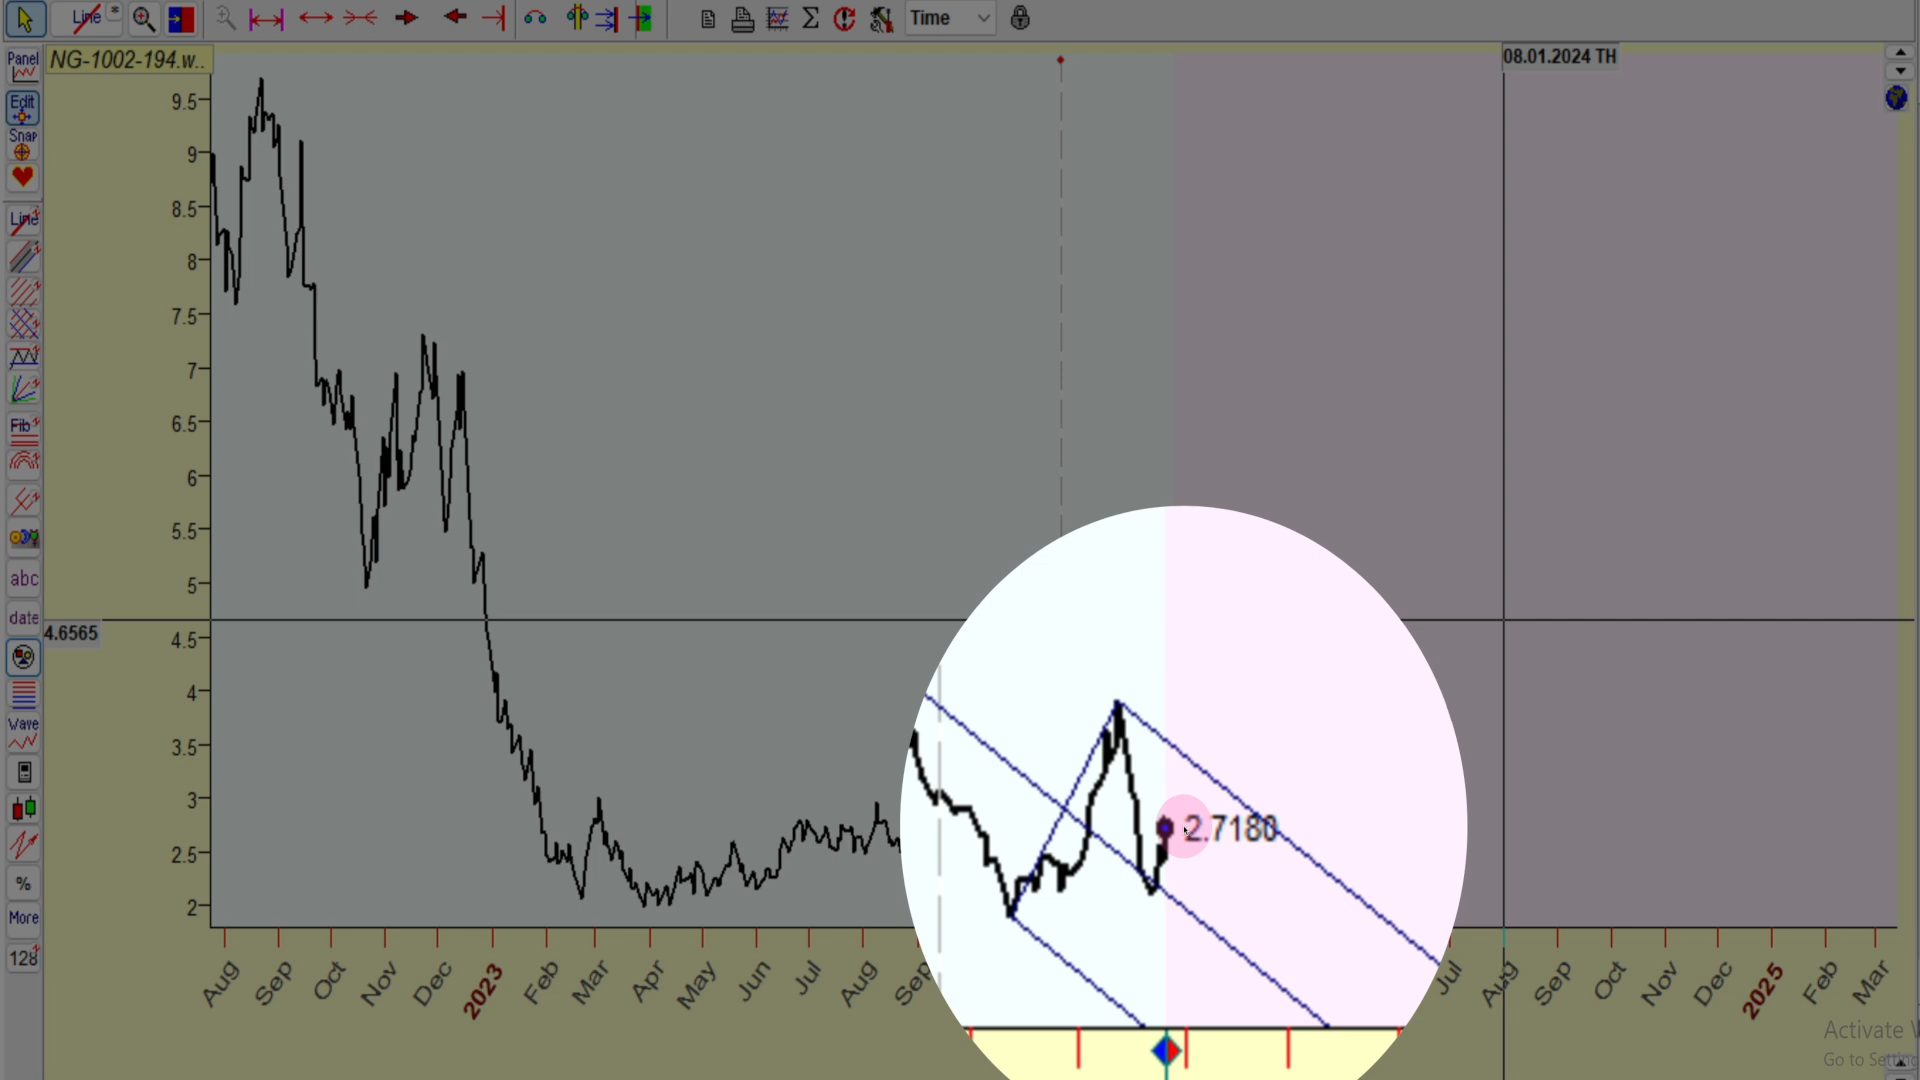 Line *
Time
Panel
NG-1002-194.w..
08.01.2024 TH
Edit
Snap
9.5
9
8.5
8
7.5
7
6.5
6
5.5
5
4.5
4
3.5
3
2.5
2
4.6565
2.7180
Line
Fib
abc
date
Wave
%
More
128
Aug
Sep
Oct
Nov
Dec
2023
Feb
Mar
Apr
May
Jun
Jul
Aug
Sep
Jul
Aug
Sep
Oct
Nov
Dec
2025
Feb
Mar
Activate W
Go to Settin